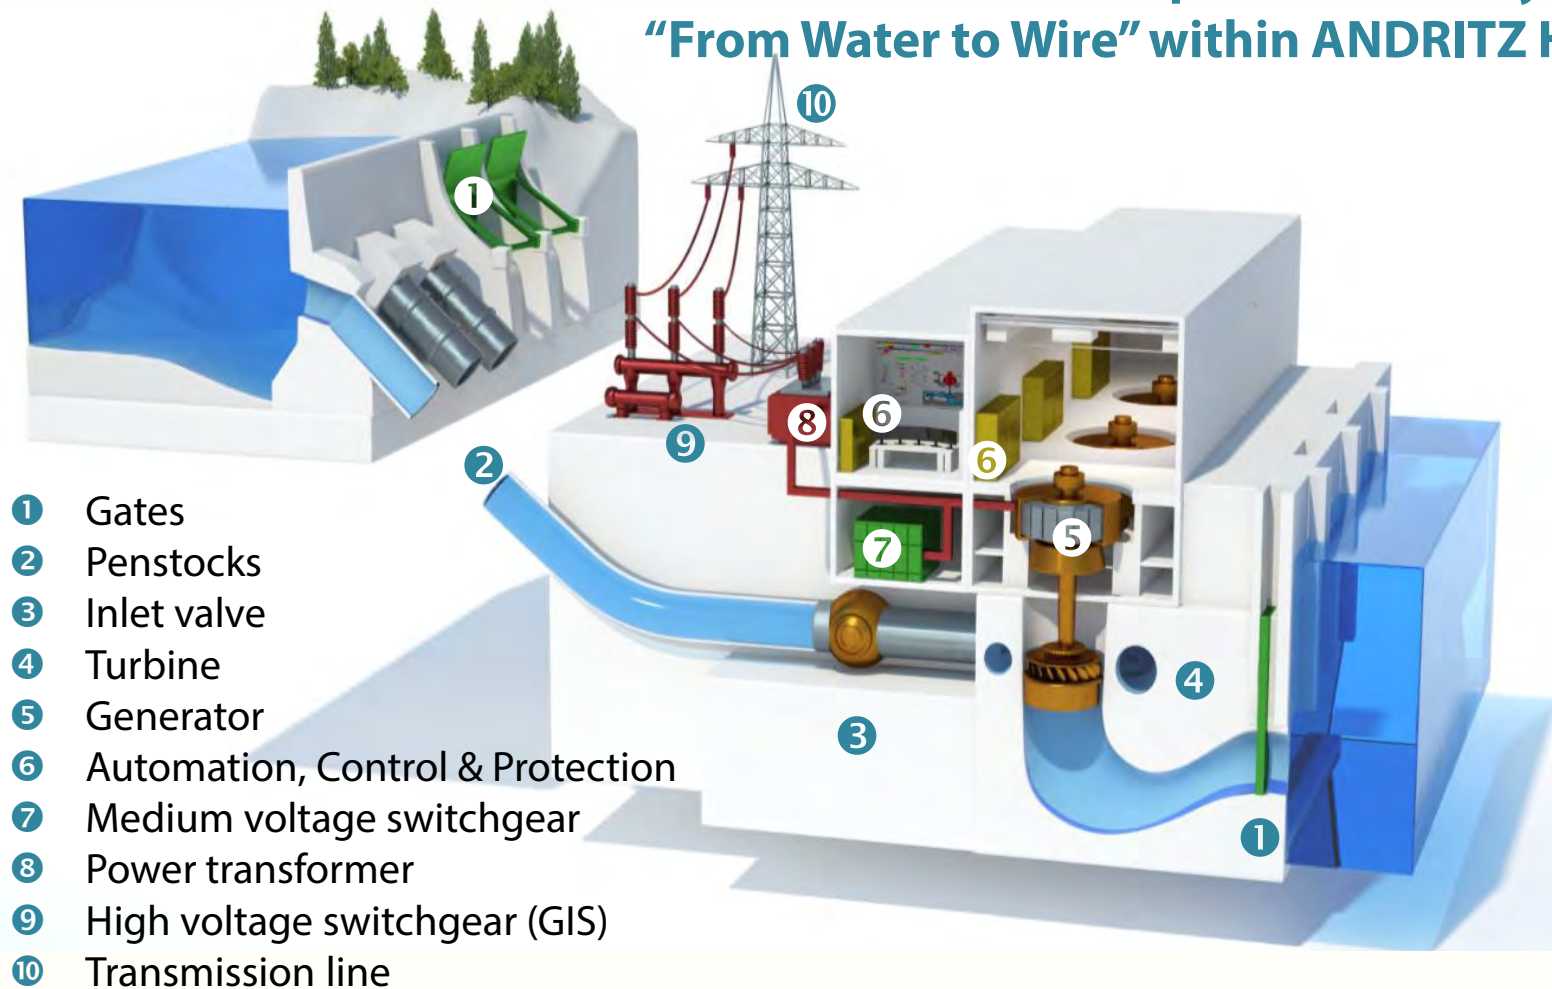 “From Water to Wire” within ANDRITZ H
10
1
6
8
9
2
6
5
7
4
3
1
1 Gates
2 Penstocks
3 Inlet valve
4 Turbine
5 Generator
6 Automation, Control & Protection
7 Medium voltage switchgear
8 Power transformer
9 High voltage switchgear (GIS)
10 Transmission line